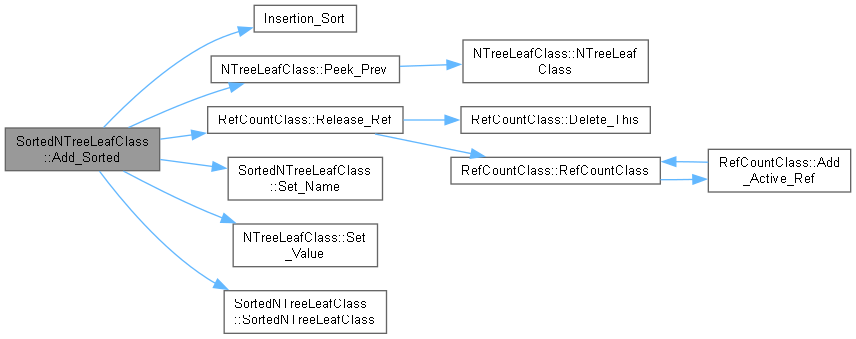 SortedNTreeLeafClass
::Add_Sorted
Insertion_Sort
NTreeLeafClass::Peek_Prev
NTreeLeafClass::NTreeLeaf
Class
RefCountClass::Release_Ref
RefCountClass::Delete_This
RefCountClass::RefCountClass
RefCountClass::Add
_Active_Ref
SortedNTreeLeafClass
::Set_Name
NTreeLeafClass::Set
_Value
SortedNTreeLeafClass
::SortedNTreeLeafClass